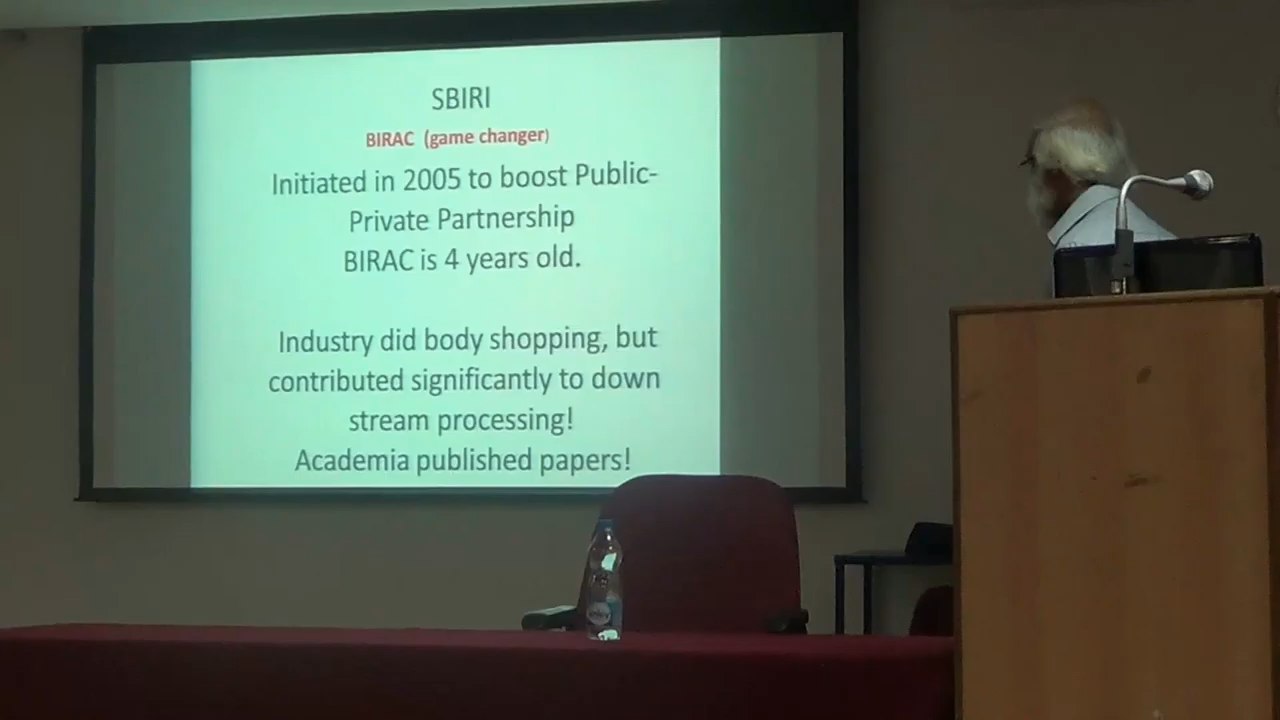 SBIRI
BIRAC (game changer)
Initiated in 2005 to boost Public-
Private Partnership
BIRAC is 4 years old.
Industry did body shopping, but
contributed significantly to down
stream processing!
Academia published papers!